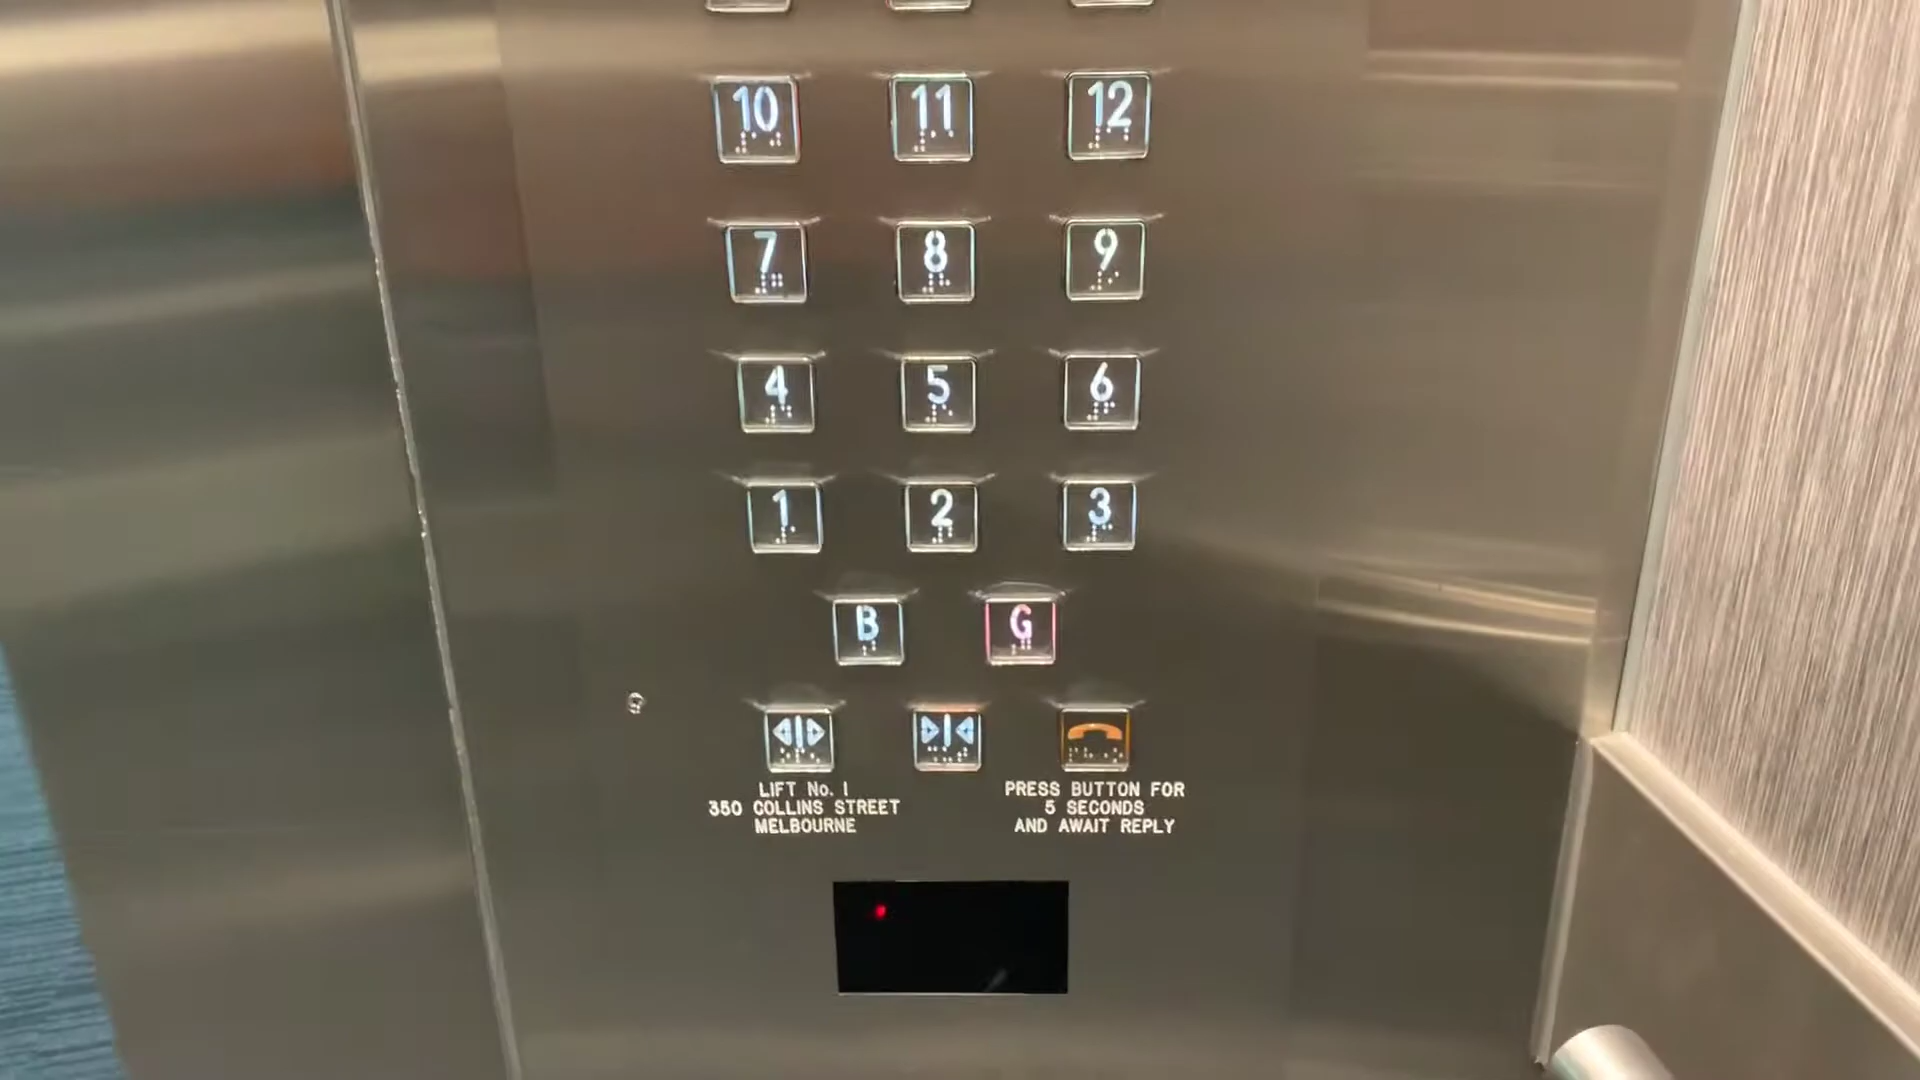 10 11 12
7 8 9
4 5 6
1 2 3
B G
LIFT No. 1
350 COLLINS STREET
MELBOURNE
PRESS BUTTON FOR
5 SECONDS
AND AWAIT REPLY